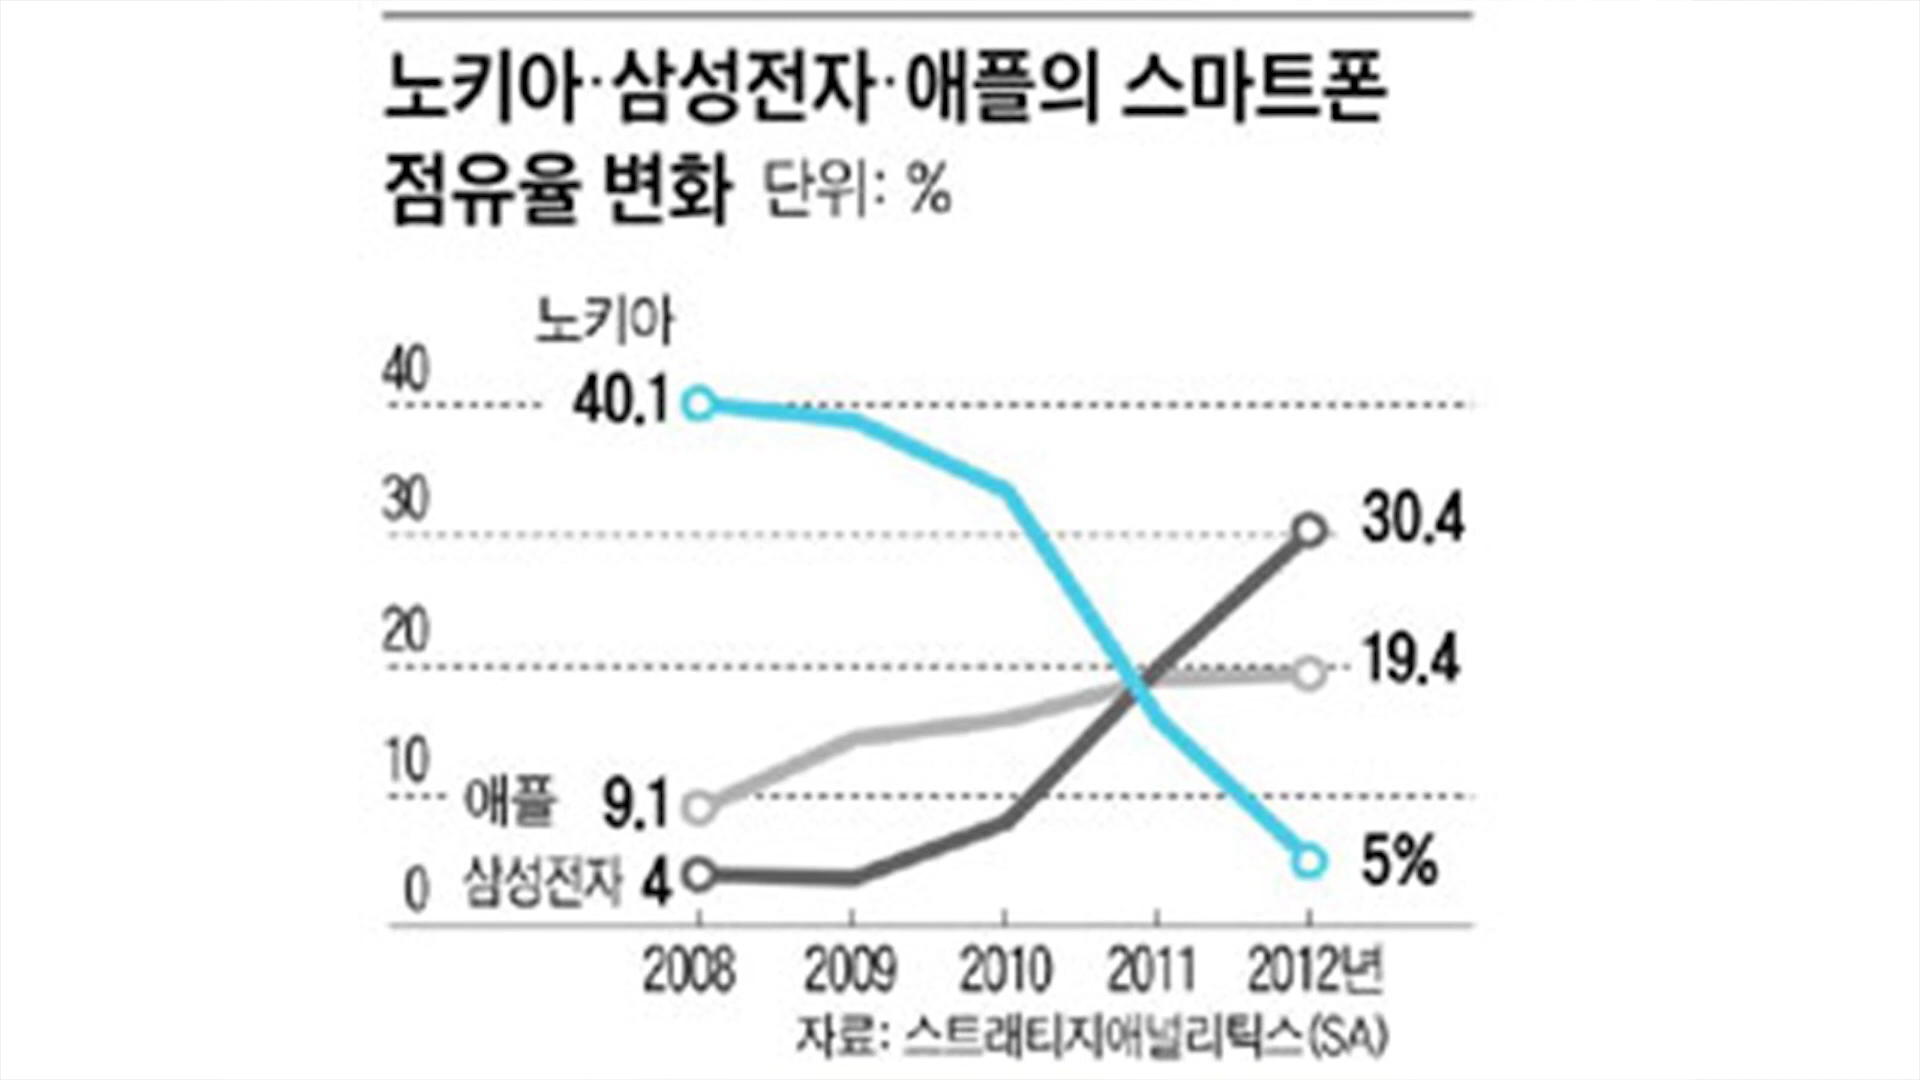 노키아·삼성전자·애플의 스마트폰
점유율 변화 단위: %
노키아
40
40.1
30
30.4
20
19.4
10
애플 9.1
5%
0
삼성전자 4
2008 2009 2010 2011 2012년
자료: 스트래티지애널리틱스(SA)